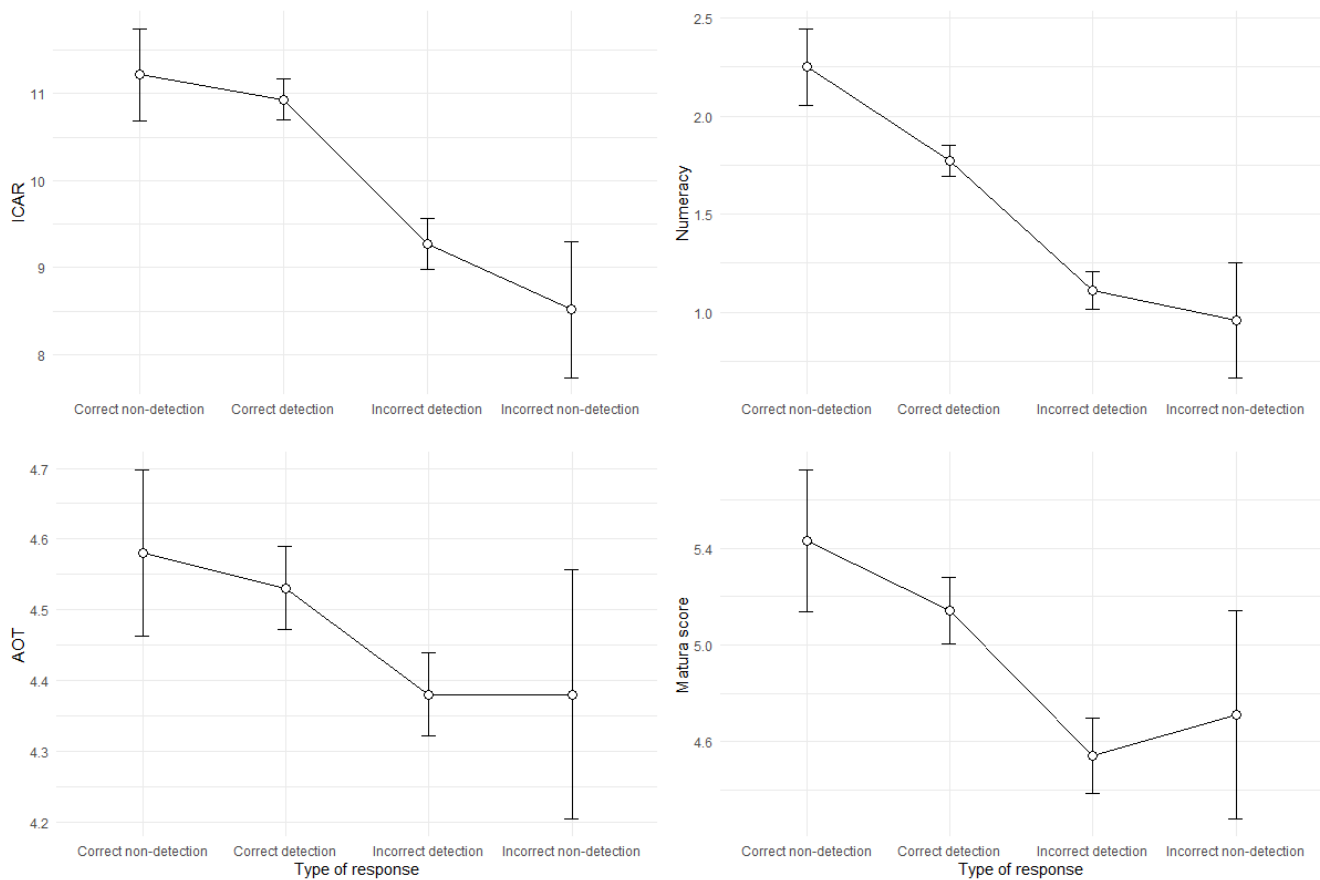 ICAR
11
10
9
8
Correct non-detection Correct detection Incorrect detection Incorrect non-detection
Numeracy
2.5
2.0
1.5
1.0
Correct non-detection Correct detection Incorrect detection Incorrect non-detection
AOT
4.7
4.6
4.5
4.4
4.3
4.2
Correct non-detection Correct detection Incorrect detection Incorrect non-detection
Type of response
Matura score
5.4
5.0
4.6
Correct non-detection Correct detection Incorrect detection Incorrect non-detection
Type of response